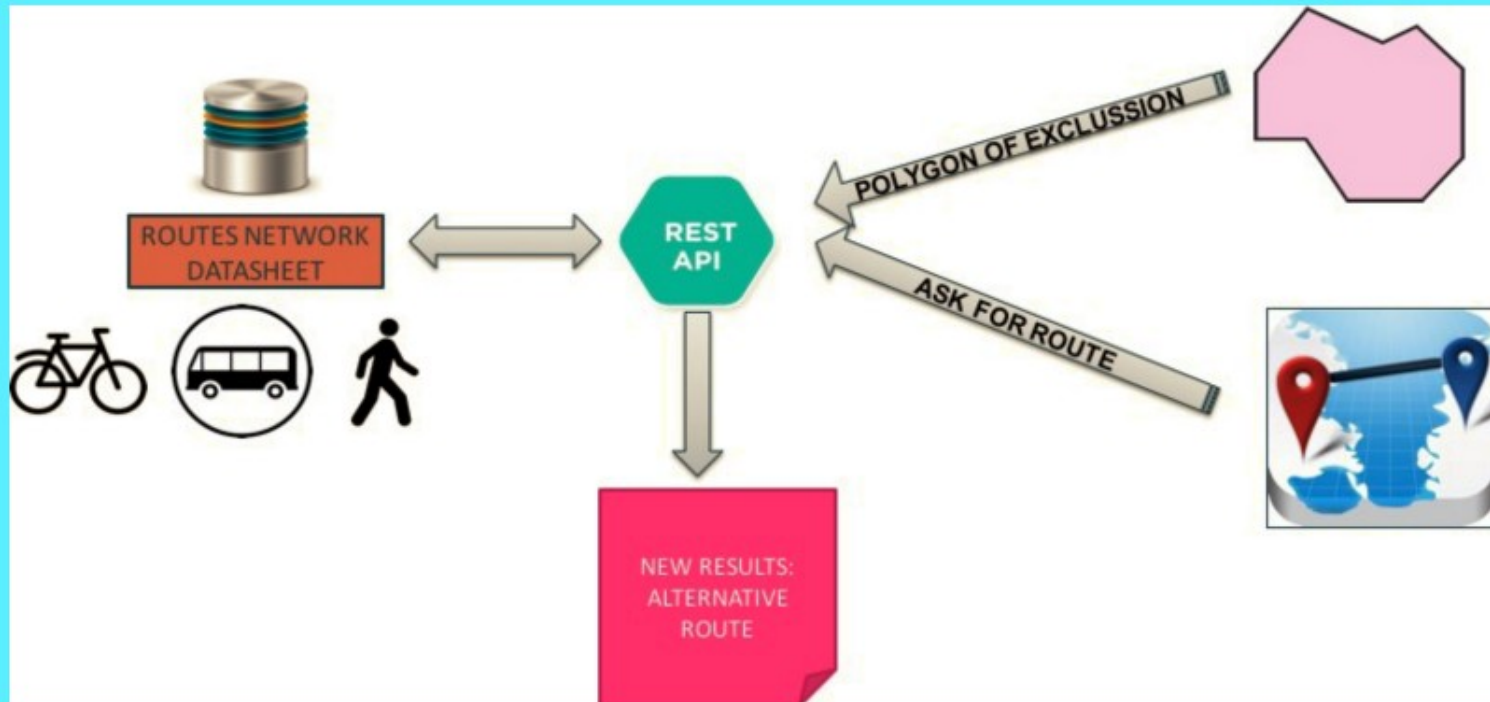 POLYGON OF EXCLUSSION
ROUTES NETWORK
DATASHEET
REST
API
ASK FOR ROUTE
NEW RESULTS:
ALTERNATIVE
ROUTE